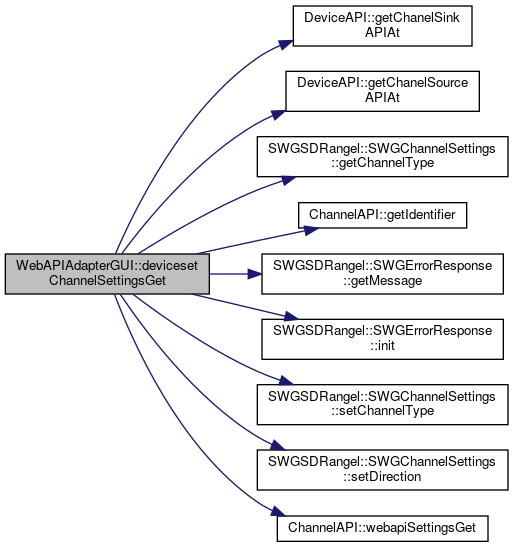 DeviceAPI::getChanelSink
APIAt
DeviceAPI::getChanelSource
APIAt
SWGSDRangel::SWGChannelSettings
::getChannelType
ChannelAPI::getIdentifier
WebAPIAdapterGUI::deviceset
ChannelSettingsGet
SWGSDRangel::SWGErrorResponse
::getMessage
SWGSDRangel::SWGErrorResponse
::init
SWGSDRangel::SWGChannelSettings
::setChannelType
SWGSDRangel::SWGChannelSettings
::setDirection
ChannelAPI::webapiSettingsGet